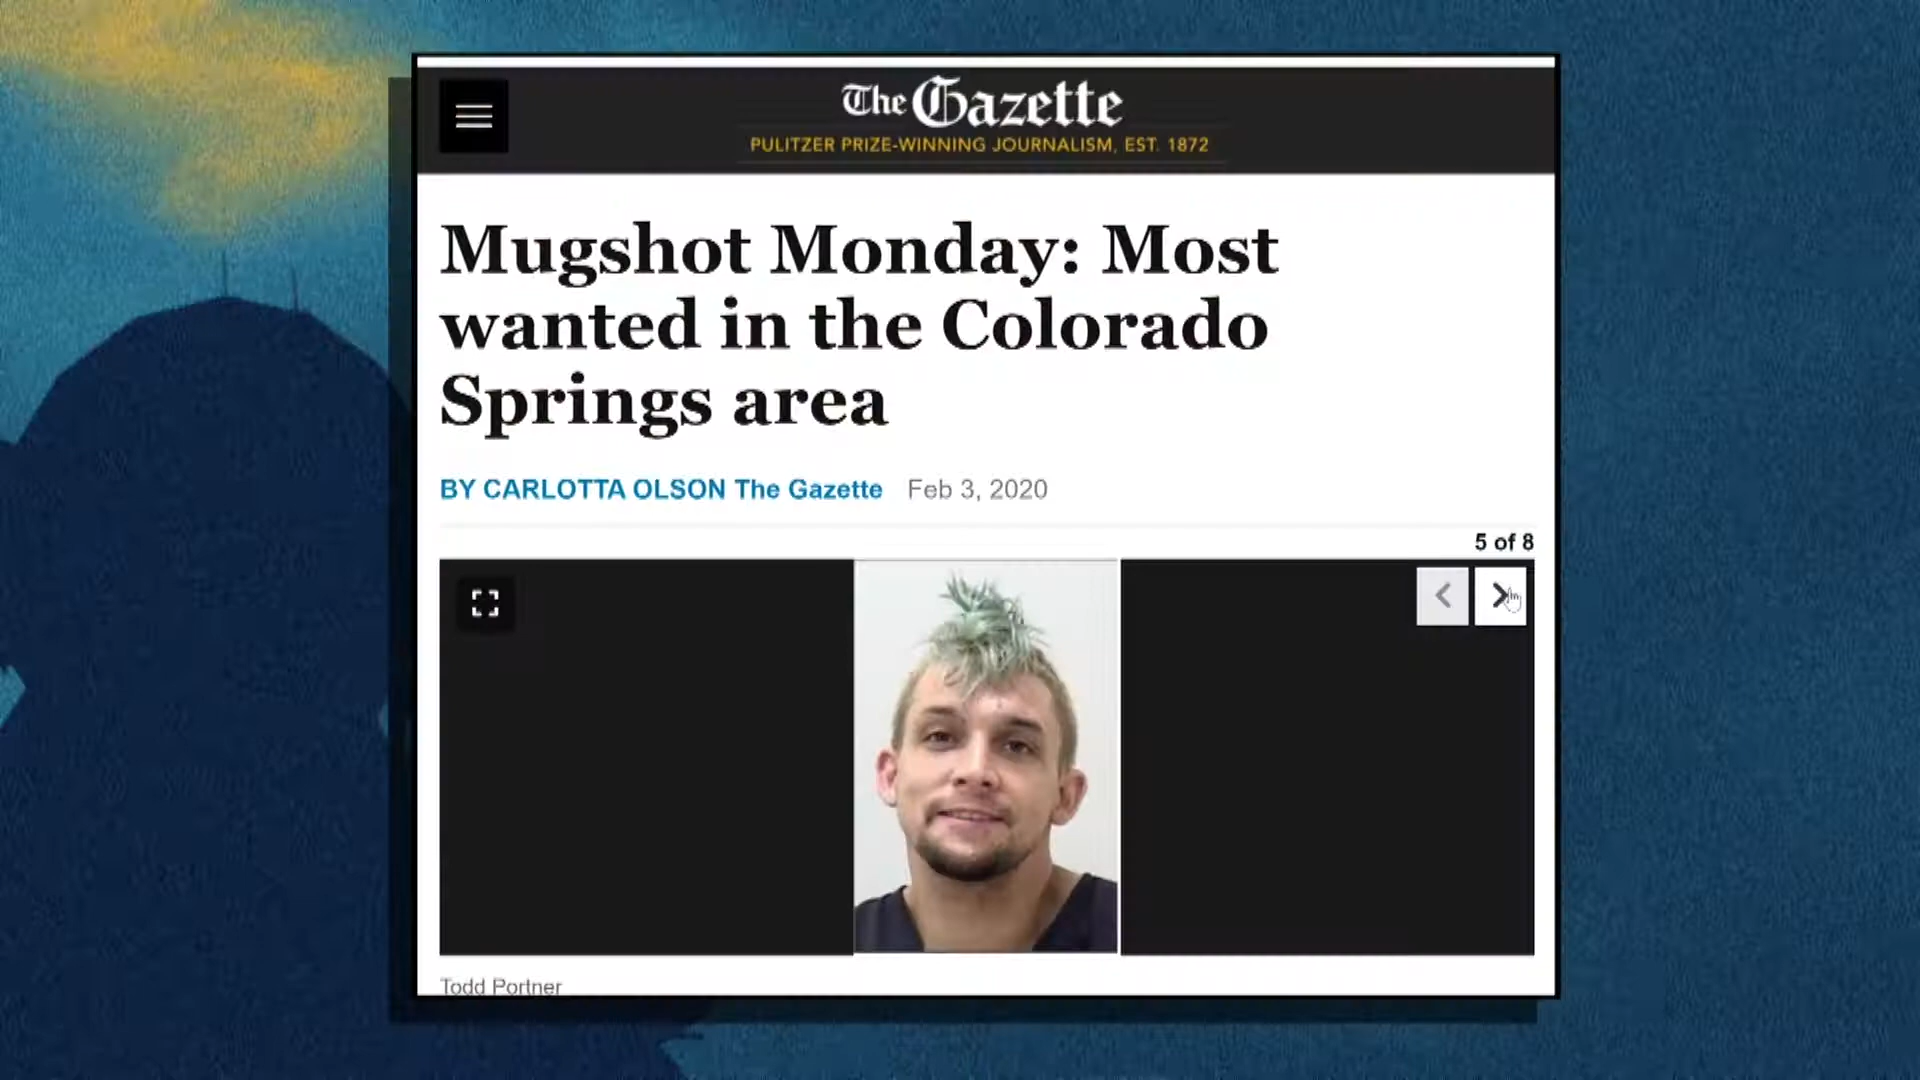 The Gazette
PULITZER PRIZE-WINNING JOURNALISM, EST. 1872
Mugshot Monday: Most
wanted in the Colorado
Springs area
BY CARLOTTA OLSON The Gazette Feb 3, 2020
5 of 8
Todd Portner